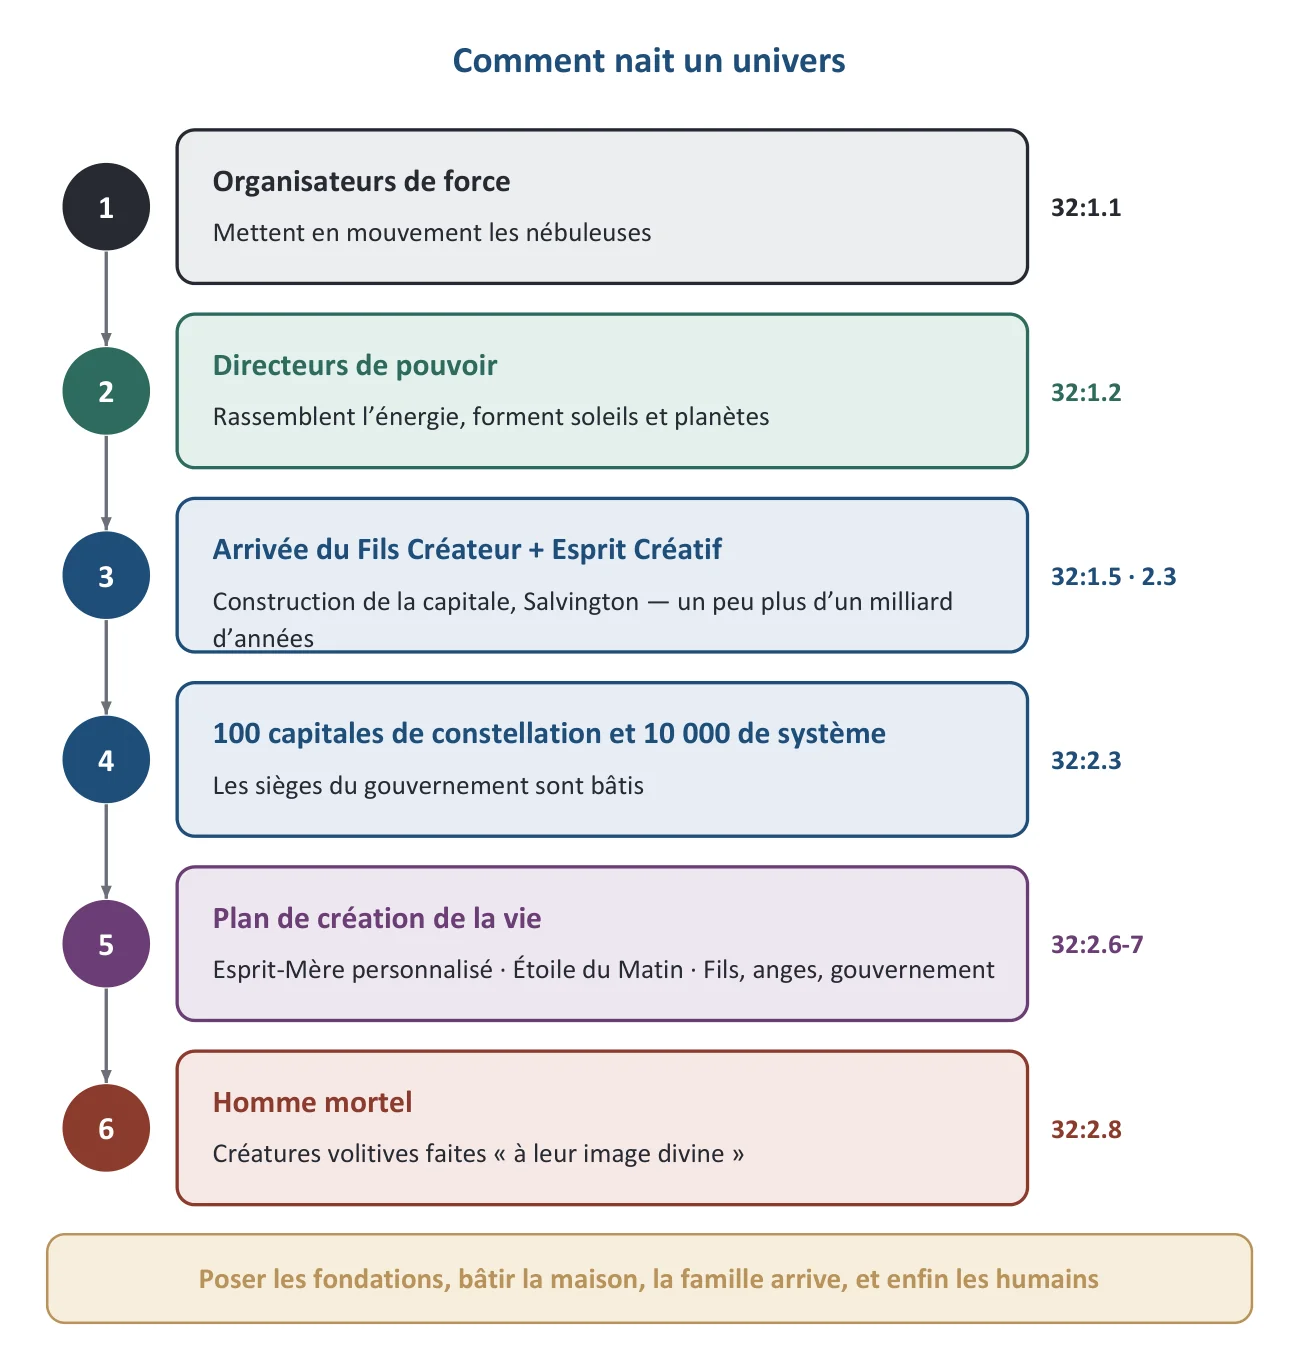 Comment nait un univers
1
Organisateurs de force
Mettent en mouvement les nébuleuses
32:1.1
2
Directeurs de pouvoir
Rassemblent l’énergie, forment soleils et planètes
32:1.2
3
Arrivée du Fils Créateur + Esprit Créatif
Construction de la capitale, Salvington — un peu plus d’un milliard
d’années
32:1.5 · 2.3
4
100 capitales de constellation et 10 000 de système
Les sièges du gouvernement sont bâtis
32:2.3
5
Plan de création de la vie
Esprit-Mère personnalisé · Étoile du Matin · Fils, anges, gouvernement
32:2.6-7
6
Homme mortel
Créatures volitives faites « à leur image divine »
32:2.8
Poser les fondations, bâtir la maison, la famille arrive, et enfin les humains